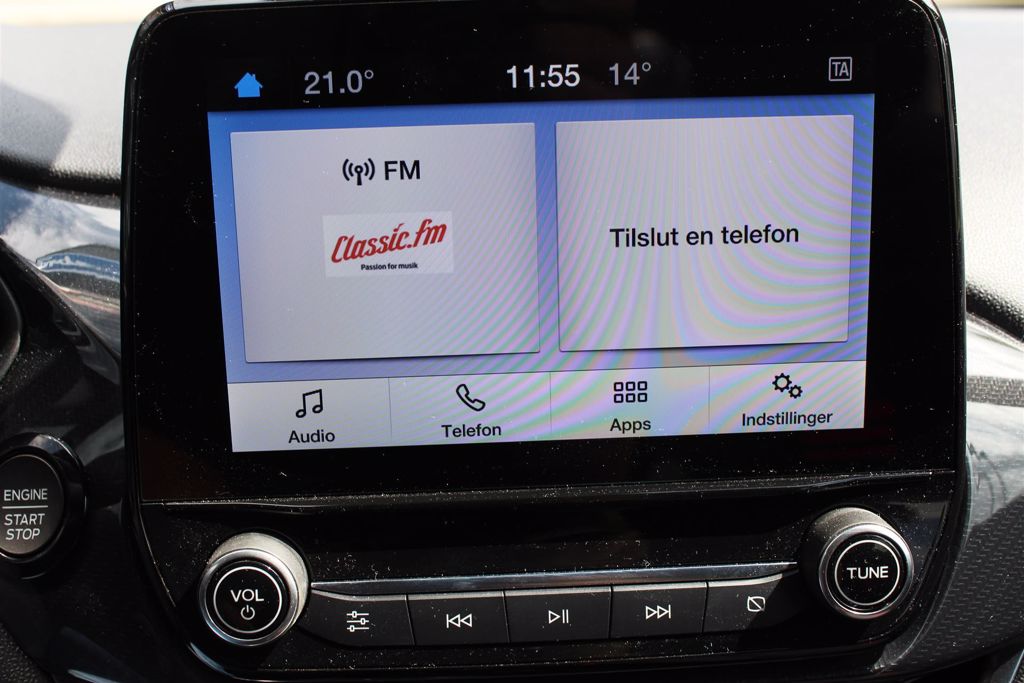 21.0° 11:55 14° TA
FM
Classic.fm
Passion for musik
Tilslut en telefon
Audio Telefon Apps Indstillinger
ENGINE
START
STOP
VOL
TUNE